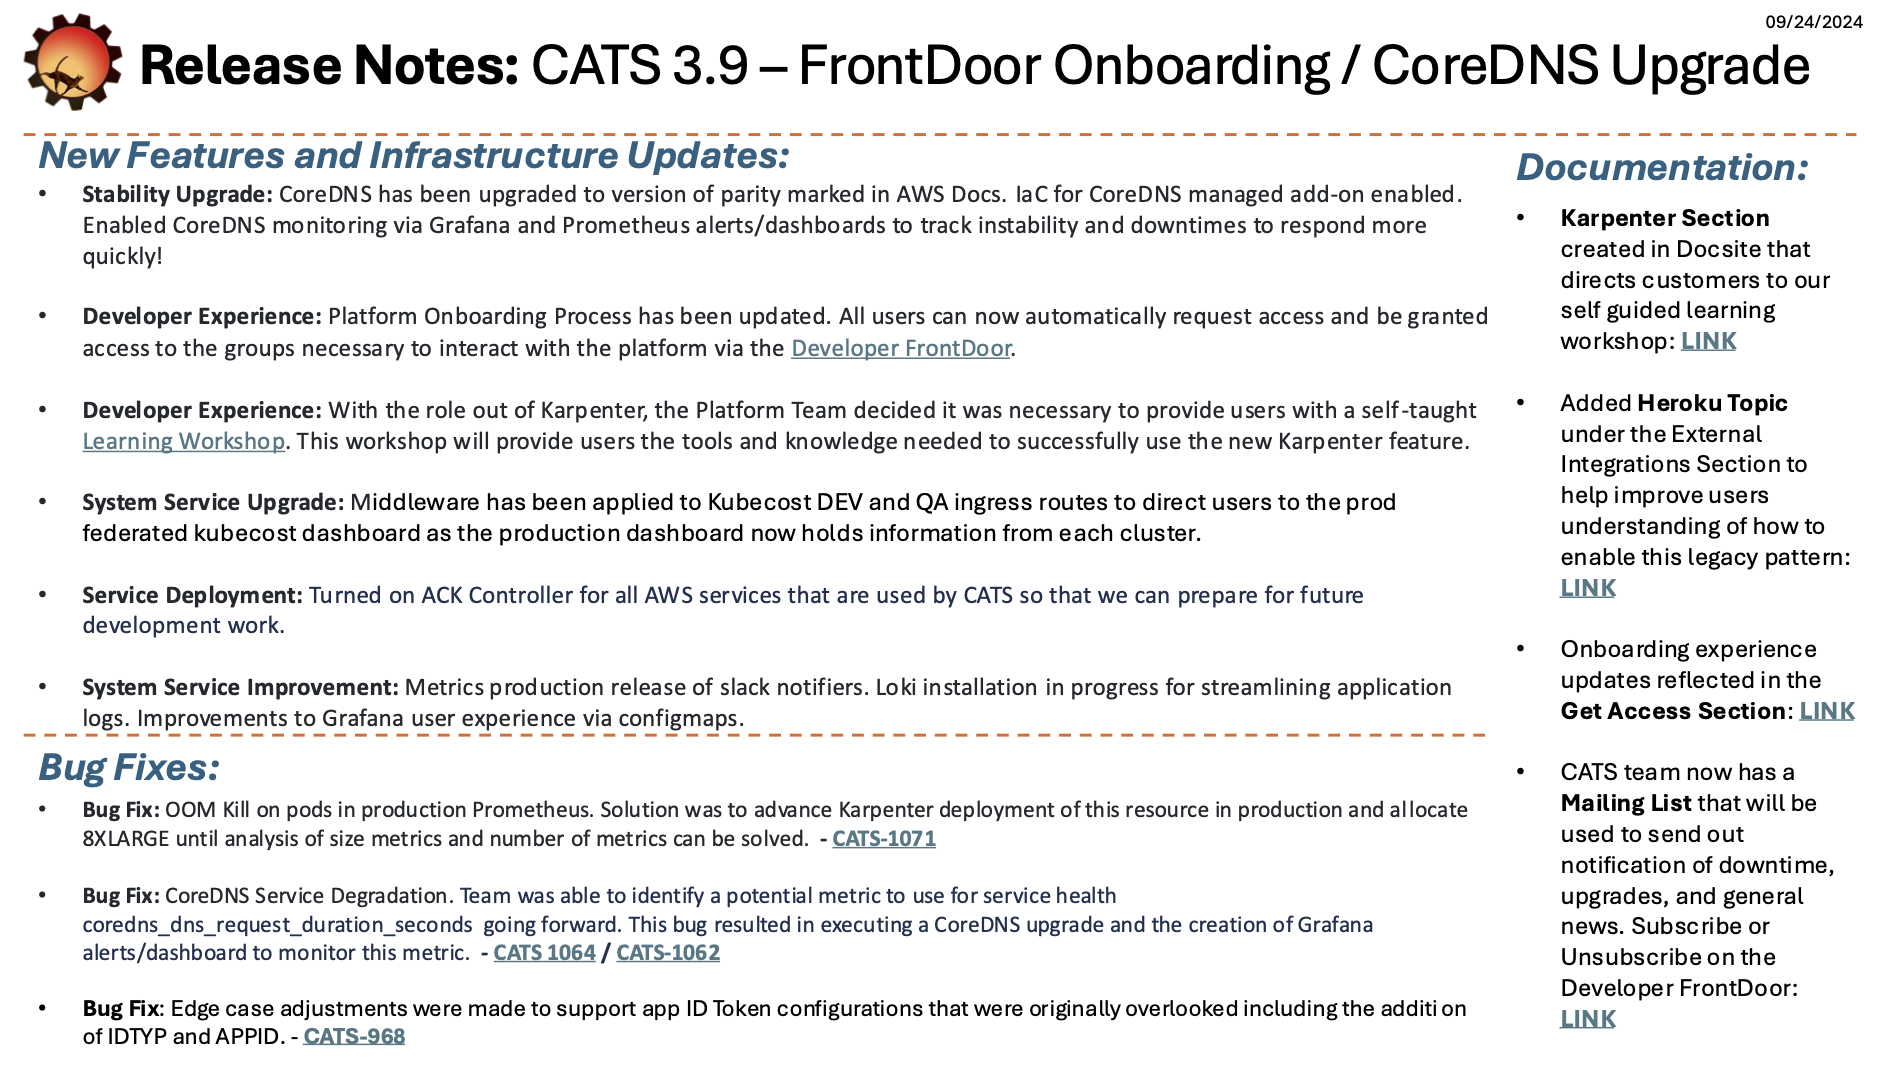 09/24/2024
Release Notes: CATS 3.9 – FrontDoor Onboarding / CoreDNS Upgrade
New Features and Infrastructure Updates:
• Stability Upgrade: CoreDNS has been upgraded to version of parity marked in AWS Docs. IaC for CoreDNS managed add-on enabled.
Enabled CoreDNS monitoring via Grafana and Prometheus alerts/dashboards to track instability and downtimes to respond more
quickly!
• Developer Experience: Platform Onboarding Process has been updated. All users can now automatically request access and be granted
access to the groups necessary to interact with the platform via the Developer FrontDoor.
• Developer Experience: With the role out of Karpenter, the Platform Team decided it was necessary to provide users with a self-taught
Learning Workshop. This workshop will provide users the tools and knowledge needed to successfully use the new Karpenter feature.
• System Service Upgrade: Middleware has been applied to Kubecost DEV and QA ingress routes to direct users to the prod
federated kubecost dashboard as the production dashboard now holds information from each cluster.
• Service Deployment: Turned on ACK Controller for all AWS services that are used by CATS so that we can prepare for future
development work.
• System Service Improvement: Metrics production release of slack notifiers. Loki installation in progress for streamlining application
logs. Improvements to Grafana user experience via configmaps.
Bug Fixes:
• Bug Fix: OOM Kill on pods in production Prometheus. Solution was to advance Karpenter deployment of this resource in production and allocate
8XLARGE until analysis of size metrics and number of metrics can be solved. - CATS-1071
• Bug Fix: CoreDNS Service Degradation. Team was able to identify a potential metric to use for service health
coredns_dns_request_duration_seconds going forward. This bug resulted in executing a CoreDNS upgrade and the creation of Grafana
alerts/dashboard to monitor this metric. - CATS 1064 / CATS-1062
• Bug Fix: Edge case adjustments were made to support app ID Token configurations that were originally overlooked including the addition
of IDTYP and APPID. - CATS-968
Documentation:
• Karpenter Section
created in Docsite that
directs customers to our
self guided learning
workshop: LINK
• Added Heroku Topic
under the External
Integrations Section to
help improve users
understanding of how to
enable this legacy pattern:
LINK
• Onboarding experience
updates reflected in the
Get Access Section: LINK
• CATS team now has a
Mailing List that will be
used to send out
notification of downtime,
upgrades, and general
news. Subscribe or
Unsubscribe on the
Developer FrontDoor:
LINK